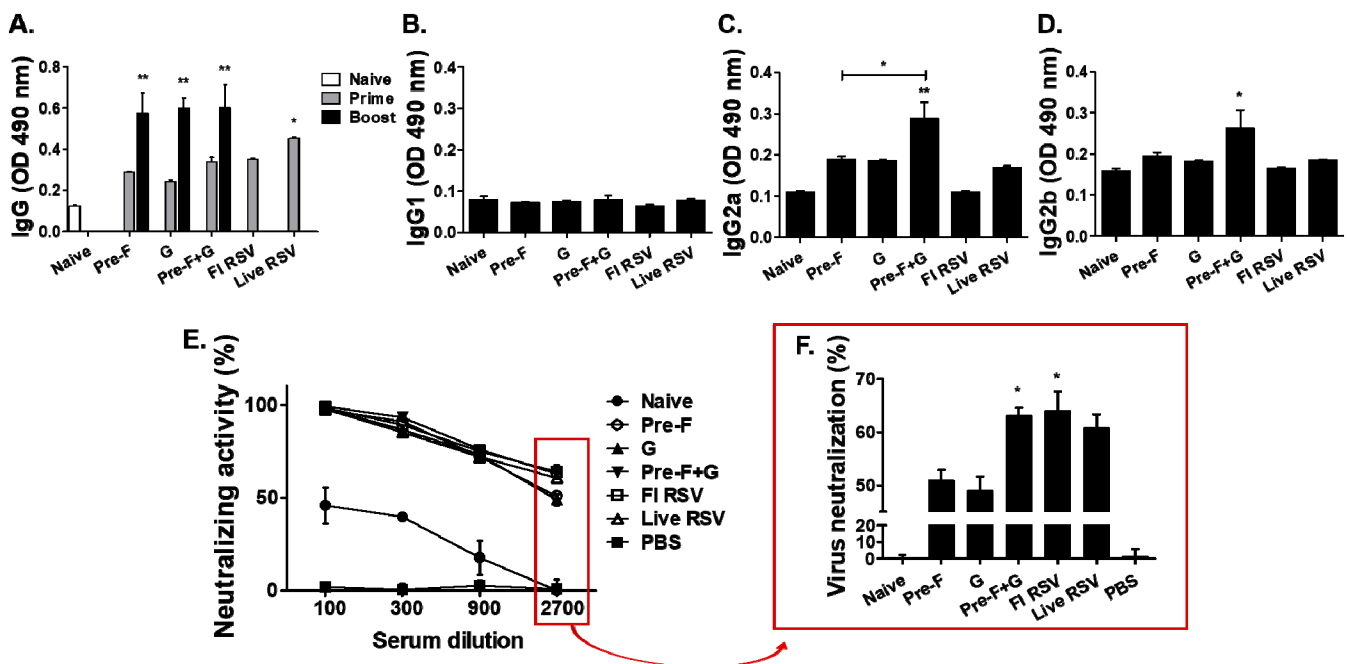 A.
IgG (OD 490 nm)
0.8
0.6
0.4
0.2
0.0
** ** ** *
Naive
Prime
Boost
Naive Pre-F G Pre-F+G FI RSV Live RSV
B.
IgG1 (OD 490 nm)
0.4
0.3
0.2
0.1
0.0
Naive Pre-F G Pre-F+G FI RSV Live RSV
C.
IgG2a (OD 490 nm)
0.4
0.3
0.2
0.1
0.0
*
**
Naive Pre-F G Pre-F+G FI RSV Live RSV
D.
IgG2b (OD 490 nm)
0.4
0.3
0.2
0.1
0.0
*
Naive Pre-F G Pre-F+G FI RSV Live RSV
E.
Neutralizing activity (%)
100
50
0
100 300 900 2700
Serum dilution
Naive
Pre-F
G
Pre-F+G
FI RSV
Live RSV
PBS
F.
Virus neutralization (%)
70
60
50
20
10
0
* *
Naive Pre-F G Pre-F+G FI RSV Live RSV PBS